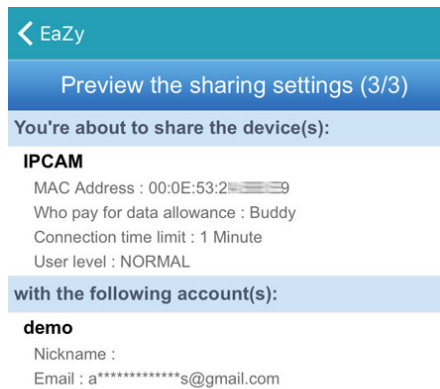 EaZy
Preview the sharing settings (3/3)
You're about to share the device(s):
IPCAM
MAC Address : 00:0E:53:2 9
Who pay for data allowance : Buddy
Connection time limit : 1 Minute
User level : NORMAL
with the following account(s):
demo
Nickname :
Email : a*************s@gmail.com